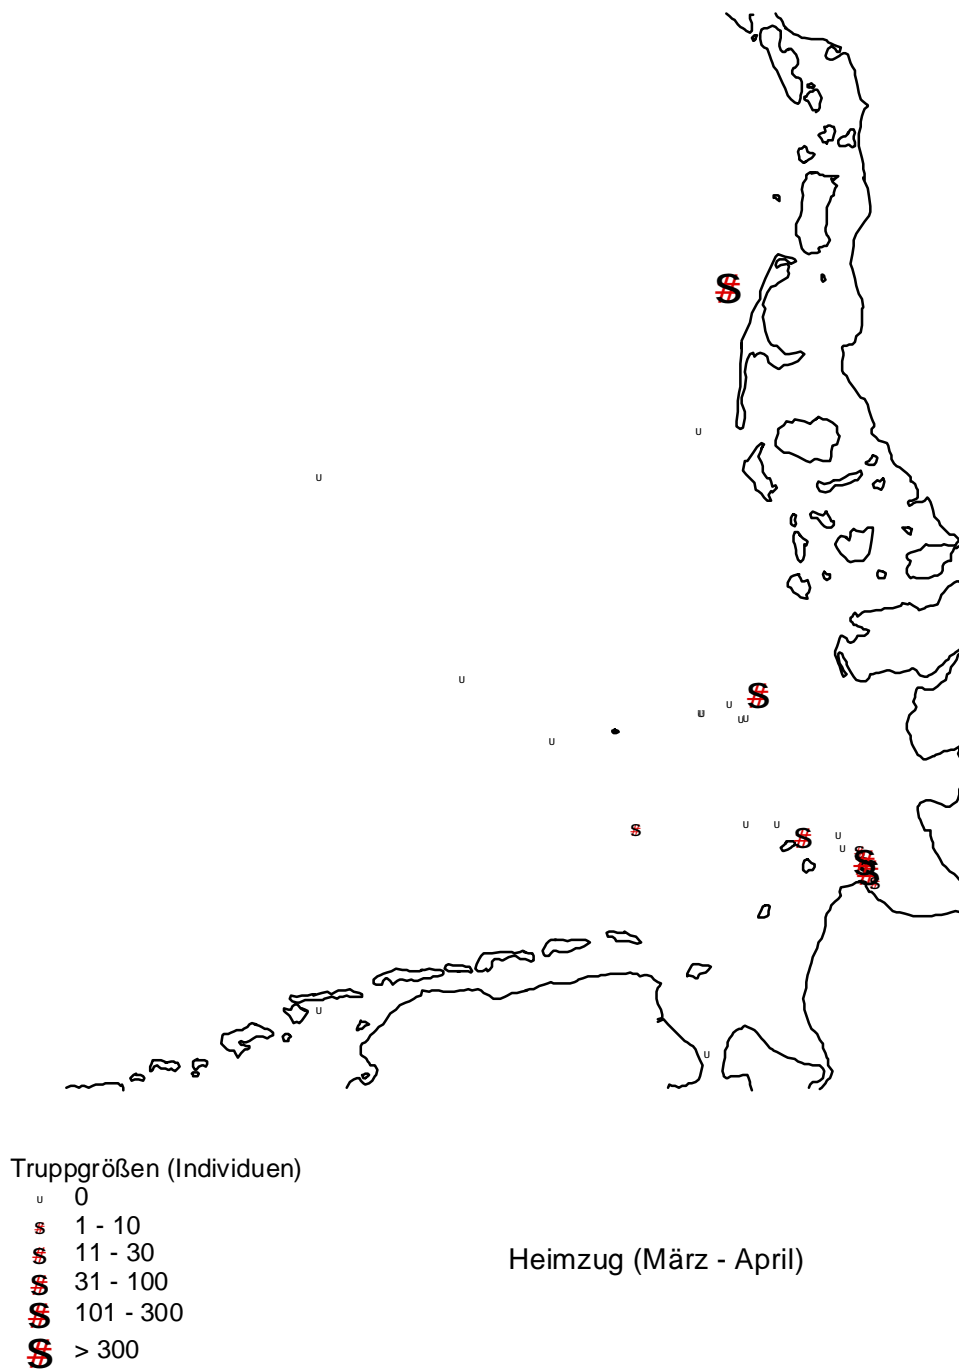 Truppgrößen (Individuen)
0
1 - 10
11 - 30
31 - 100
101 - 300
> 300
Heimzug (März - April)